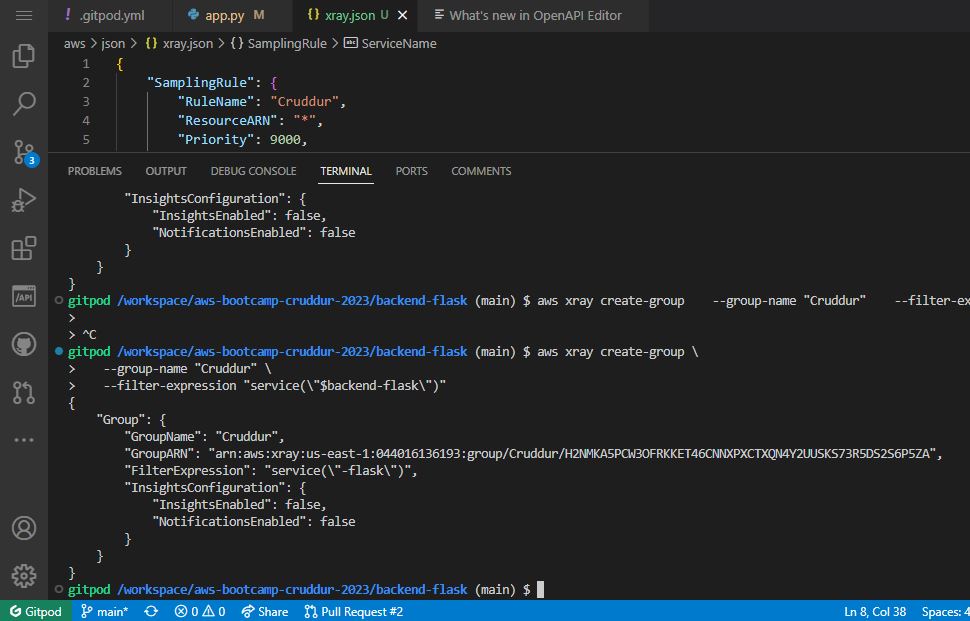 .gitpod.yml app.py M {} xray.json U What's new in OpenAPI Editor
aws > json > {} xray.json > {} SamplingRule > abc ServiceName
1 {
2 "SamplingRule": {
3 "RuleName": "Cruddur",
4 "ResourceARN": "*",
5 "Priority": 9000,
PROBLEMS OUTPUT DEBUG CONSOLE TERMINAL PORTS COMMENTS
"InsightsConfiguration": {
"InsightsEnabled": false,
"NotificationsEnabled": false
}
}
}
gitpod /workspace/aws-bootcamp-cruddur-2023/backend-flask (main) $ aws xray create-group --group-name "Cruddur" --filter-ex
>
> ^C
gitpod /workspace/aws-bootcamp-cruddur-2023/backend-flask (main) $ aws xray create-group \
> --group-name "Cruddur" \
> --filter-expression "service(\"$backend-flask\")"
{
"Group": {
"GroupName": "Cruddur",
"GroupARN": "arn:aws:xray:us-east-1:044016136193:group/Cruddur/H2NMKA5PCW3OFRKKET46CNNXPXCTXQN4Y2UUSKS73R5DS2S6P5ZA",
"FilterExpression": "service(\"-flask\")",
"InsightsConfiguration": {
"InsightsEnabled": false,
"NotificationsEnabled": false
}
}
}
gitpod /workspace/aws-bootcamp-cruddur-2023/backend-flask (main) $
3
/API
Gitpod main* 0 0 Share Pull Request #2 Ln 8, Col 38 Spaces: 4